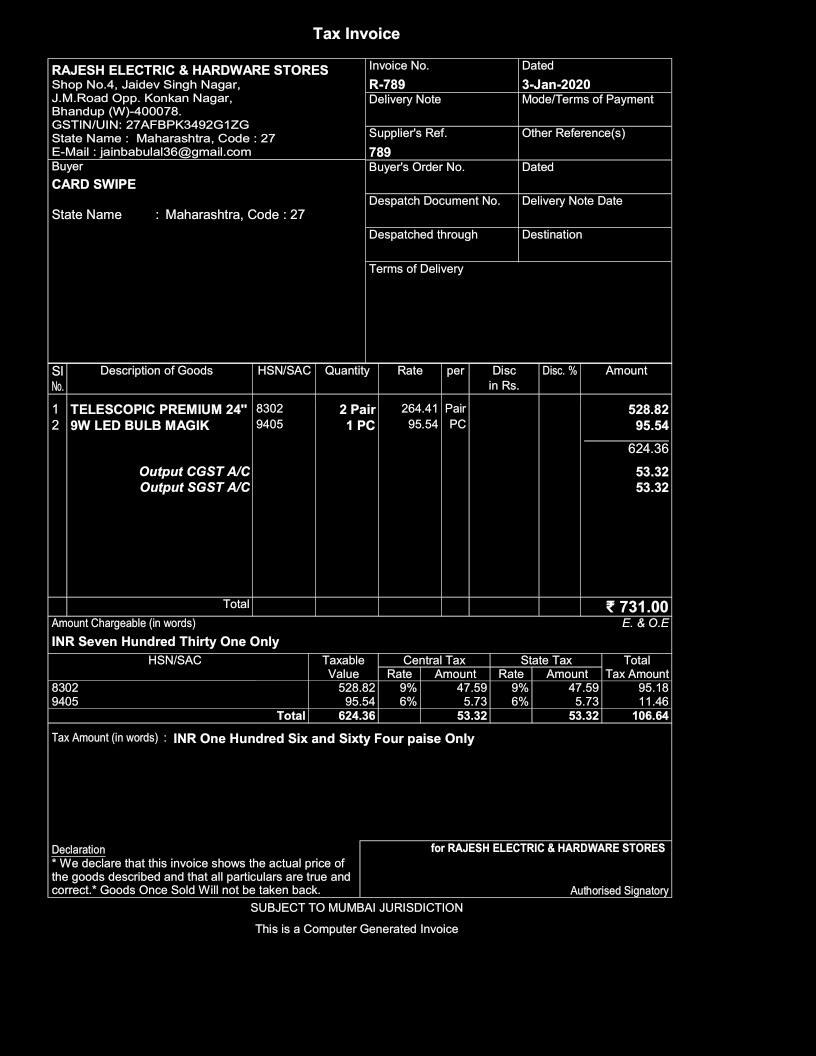 Tax Invoice
RAJESH ELECTRIC & HARDWARE STORES
Shop No.4, Jaidev Singh Nagar,
J.M.Road Opp. Konkan Nagar,
Bhandup (W)-400078.
GSTIN/UIN: 27AFBPK3492G1ZG
State Name : Maharashtra, Code : 27
E-Mail : jainbabulal36@gmail.com
Invoice No. Dated
R-789 3-Jan-2020
Delivery Note Mode/Terms of Payment
Supplier's Ref. Other Reference(s)
789
Buyer
CARD SWIPE
State Name : Maharashtra, Code : 27
Buyer's Order No. Dated
Despatch Document No. Delivery Note Date
Despatched through Destination
Terms of Delivery
Sl Description of Goods HSN/SAC Quantity Rate per Disc Disc. % Amount
No. in Rs.
1 TELESCOPIC PREMIUM 24" 8302 2 Pair 264.41 Pair 528.82
2 9W LED BULB MAGIK 9405 1 PC 95.54 PC 95.54
624.36
Output CGST A/C 53.32
Output SGST A/C 53.32
Total ₹ 731.00
Amount Chargeable (in words) E. & O.E
INR Seven Hundred Thirty One Only
HSN/SAC Taxable Central Tax State Tax Total
Value Rate Amount Rate Amount Tax Amount
8302 528.82 9% 47.59 9% 47.59 95.18
9405 95.54 6% 5.73 6% 5.73 11.46
Total 624.36 53.32 53.32 106.64
Tax Amount (in words) : INR One Hundred Six and Sixty Four paise Only
Declaration
* We declare that this invoice shows the actual price of
the goods described and that all particulars are true and
correct.* Goods Once Sold Will not be taken back.
for RAJESH ELECTRIC & HARDWARE STORES
Authorised Signatory
SUBJECT TO MUMBAI JURISDICTION
This is a Computer Generated Invoice